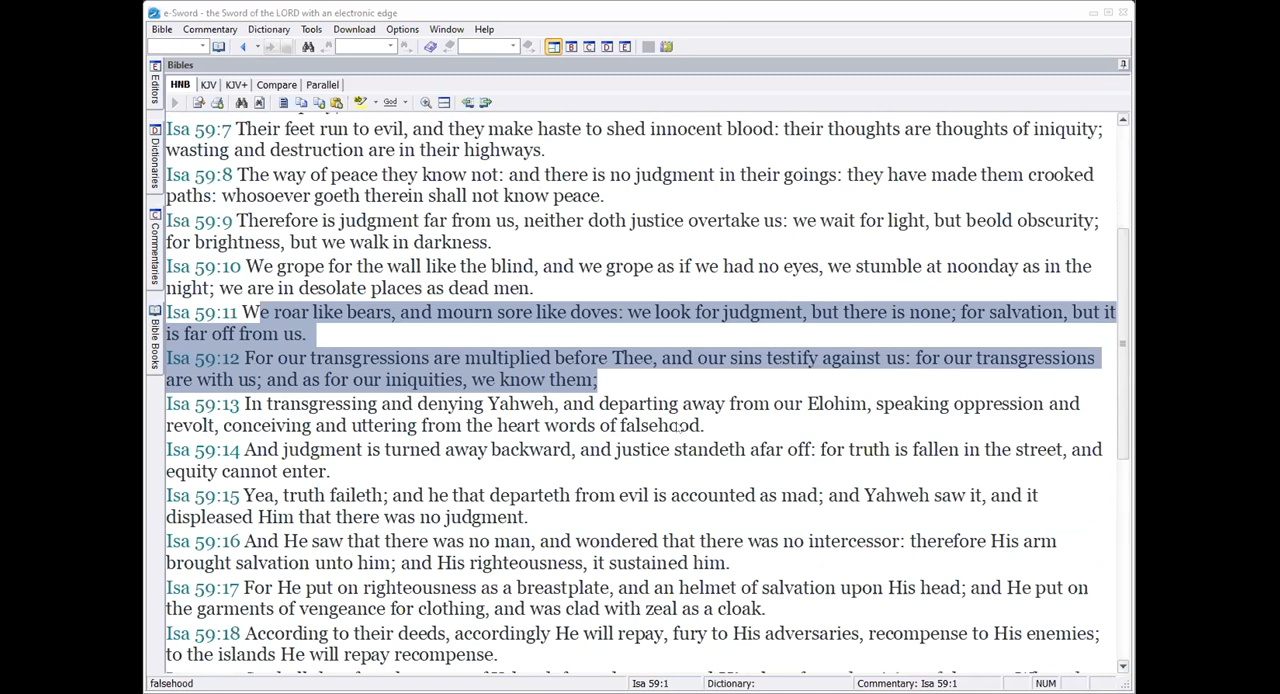 e-Sword - the Sword of the LORD with an electronic edge
Bible Commentary Dictionary Tools Download Options Window Help
B C D E
Bibles
HNB KJV KJV+ Compare Parallel
God
Editors
Dictionaries
Commentaries
Bible Books
Isa 59:7 Their feet run to evil, and they make haste to shed innocent blood: their thoughts are thoughts of iniquity;
wasting and destruction are in their highways.
Isa 59:8 The way of peace they know not: and there is no judgment in their goings: they have made them crooked
paths: whosoever goeth therein shall not know peace.
Isa 59:9 Therefore is judgment far from us, neither doth justice overtake us: we wait for light, but beold obscurity;
for brightness, but we walk in darkness.
Isa 59:10 We grope for the wall like the blind, and we grope as if we had no eyes, we stumble at noonday as in the
night; we are in desolate places as dead men.
Isa 59:11 We roar like bears, and mourn sore like doves: we look for judgment, but there is none; for salvation, but it
is far off from us.
Isa 59:12 For our transgressions are multiplied before Thee, and our sins testify against us: for our transgressions
are with us; and as for our iniquities, we know them;
Isa 59:13 In transgressing and denying Yahweh, and departing away from our Elohim, speaking oppression and
revolt, conceiving and uttering from the heart words of falsehood.
Isa 59:14 And judgment is turned away backward, and justice standeth afar off: for truth is fallen in the street, and
equity cannot enter.
Isa 59:15 Yea, truth faileth; and he that departeth from evil is accounted as mad; and Yahweh saw it, and it
displeased Him that there was no judgment.
Isa 59:16 And He saw that there was no man, and wondered that there was no intercessor: therefore His arm
brought salvation unto him; and His righteousness, it sustained him.
Isa 59:17 For He put on righteousness as a breastplate, and an helmet of salvation upon His head; and He put on
the garments of vengeance for clothing, and was clad with zeal as a cloak.
Isa 59:18 According to their deeds, accordingly He will repay, fury to His adversaries, recompense to His enemies;
to the islands He will repay recompense.
falsehood Isa 59:1 Dictionary: Commentary: Isa 59:1 NUM